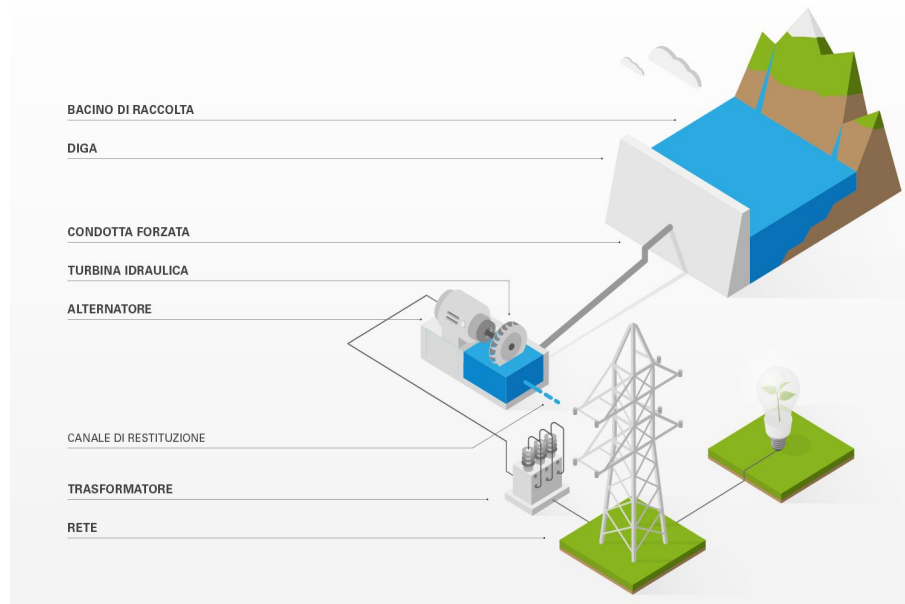 BACINO DI RACCOLTA
DIGA
CONDOTTA FORZATA
TURBINA IDRAULICA
ALTERNATORE
CANALE DI RESTITUZIONE
TRASFORMATORE
RETE